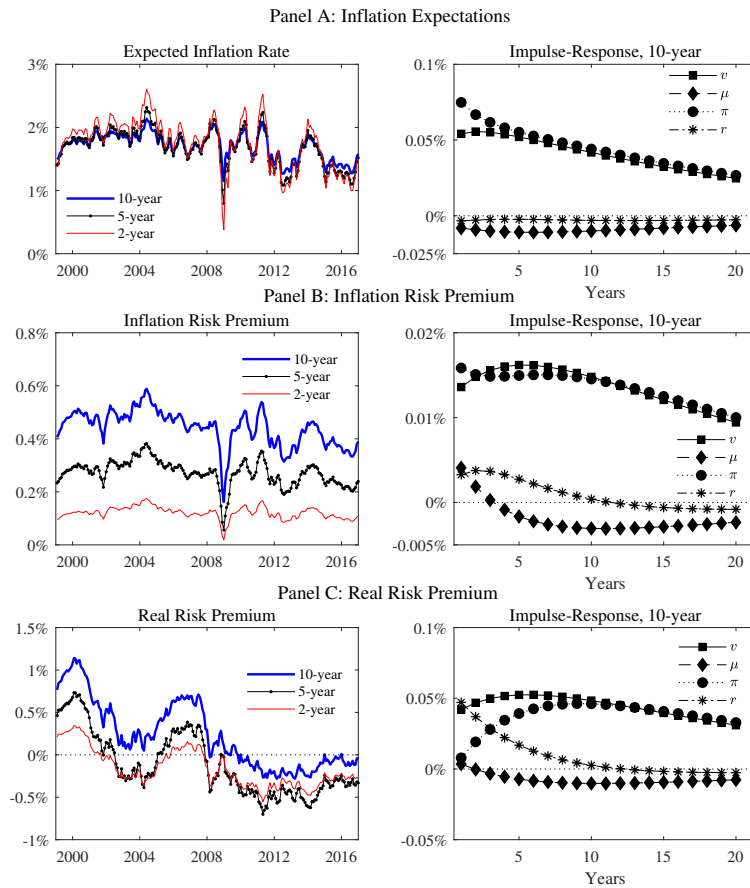 Panel A: Inflation Expectations
Expected Inflation Rate
3%
2%
1%
0%
10-year
5-year
2-year
2000 2004 2008 2012 2016
Impulse-Response, 10-year
0.1%
0.05%
0%
-0.025%
v
μ
π
r
5 10 15 20
Years
Panel B: Inflation Risk Premium
Inflation Risk Premium
0.8%
0.6%
0.4%
0.2%
0%
10-year
5-year
2-year
2000 2004 2008 2012 2016
Impulse-Response, 10-year
0.02%
0.01%
0%
-0.005%
v
μ
π
r
5 10 15 20
Years
Panel C: Real Risk Premium
Real Risk Premium
1.5%
1%
0.5%
0%
-0.5%
-1%
10-year
5-year
2-year
2000 2004 2008 2012 2016
Impulse-Response, 10-year
0.1%
0.05%
0%
-0.05%
v
μ
π
r
5 10 15 20
Years